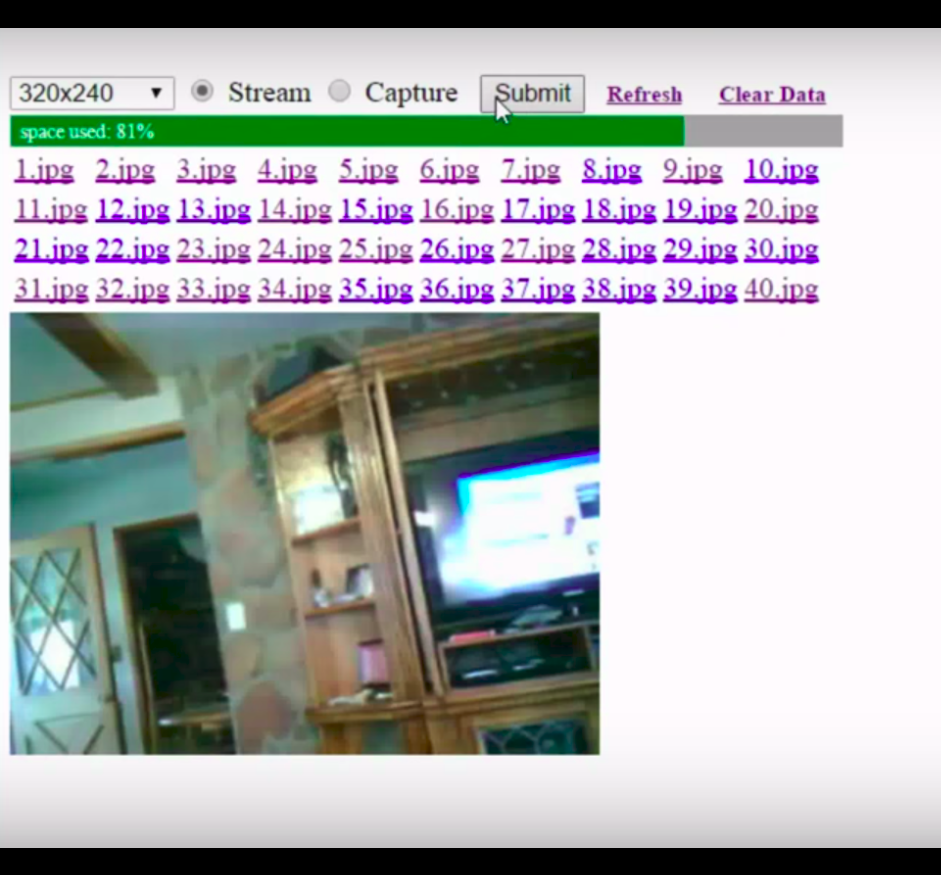 320x240 ▼ Stream Capture Submit Refresh Clear Data
space used: 81%
1.jpg 2.jpg 3.jpg 4.jpg 5.jpg 6.jpg 7.jpg 8.jpg 9.jpg 10.jpg
11.jpg 12.jpg 13.jpg 14.jpg 15.jpg 16.jpg 17.jpg 18.jpg 19.jpg 20.jpg
21.jpg 22.jpg 23.jpg 24.jpg 25.jpg 26.jpg 27.jpg 28.jpg 29.jpg 30.jpg
31.jpg 32.jpg 33.jpg 34.jpg 35.jpg 36.jpg 37.jpg 38.jpg 39.jpg 40.jpg